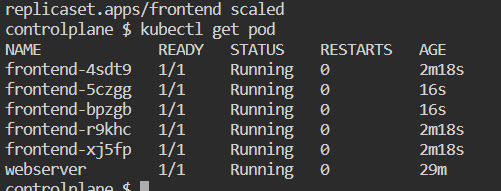 replicaset.apps/frontend scaled
controlplane $ kubectl get pod
NAME READY STATUS RESTARTS AGE
frontend-4sdt9 1/1 Running 0 2m18s
frontend-5czgg 1/1 Running 0 16s
frontend-bpzgb 1/1 Running 0 16s
frontend-r9khc 1/1 Running 0 2m18s
frontend-xj5fp 1/1 Running 0 2m18s
webserver 1/1 Running 0 29m
controlplane $